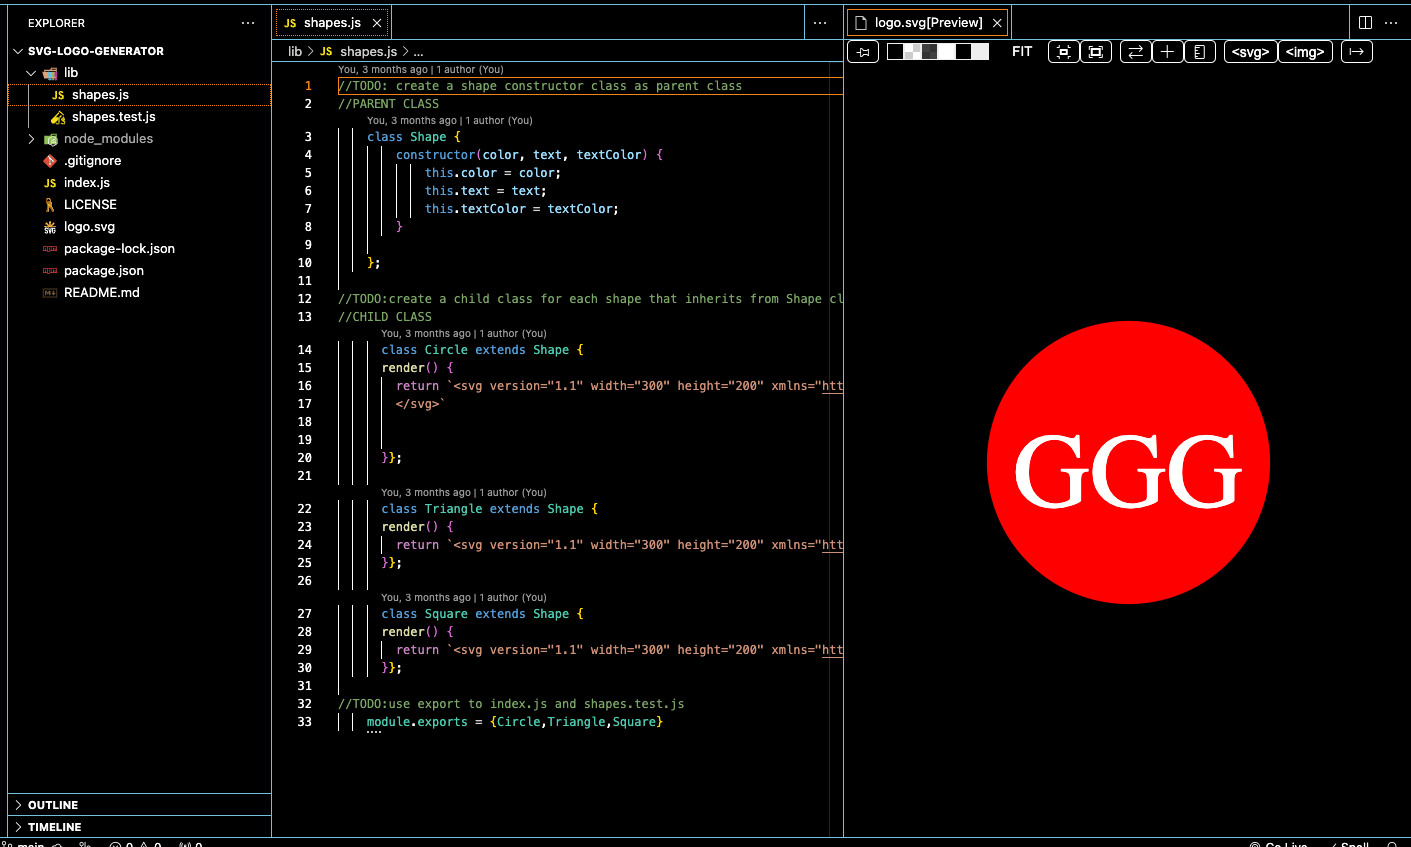 EXPLORER
SVG-LOGO-GENERATOR
lib
JS shapes.js
shapes.test.js
node_modules
.gitignore
JS index.js
LICENSE
SVG logo.svg
package-lock.json
package.json
README.md
OUTLINE
TIMELINE
JS shapes.js
lib > JS shapes.js > ...
You, 3 months ago | 1 author (You)
1 //TODO: create a shape constructor class as parent class
2 //PARENT CLASS
You, 3 months ago | 1 author (You)
3 class Shape {
4 constructor(color, text, textColor) {
5 this.color = color;
6 this.text = text;
7 this.textColor = textColor;
8 }
9
10 };
11
12 //TODO:create a child class for each shape that inherits from Shape cl
13 //CHILD CLASS
You, 3 months ago | 1 author (You)
14 class Circle extends Shape {
15 render() {
16 return `<svg version="1.1" width="300" height="200" xmlns="htt
17 </svg>`
18
19
20 }};
21
You, 3 months ago | 1 author (You)
22 class Triangle extends Shape {
23 render() {
24 return `<svg version="1.1" width="300" height="200" xmlns="htt
25 }};
26
You, 3 months ago | 1 author (You)
27 class Square extends Shape {
28 render() {
29 return `<svg version="1.1" width="300" height="200" xmlns="htt
30 }};
31
32 //TODO:use export to index.js and shapes.test.js
33 module.exports = {Circle,Triangle,Square}
logo.svg[Preview]
FIT <svg> <img>
GGG
main 0 0 0 Go Live Spell